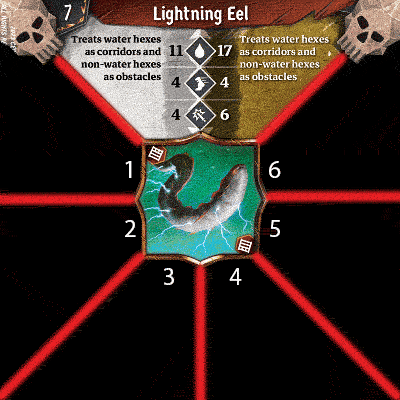 7
Lightning Eel
Treats water hexes
as corridors and
non-water hexes
as obstacles
11 17
4 4
4 6
Treats water hexes
as corridors and
non-water hexes
as obstacles
1
2
3
4
5
6